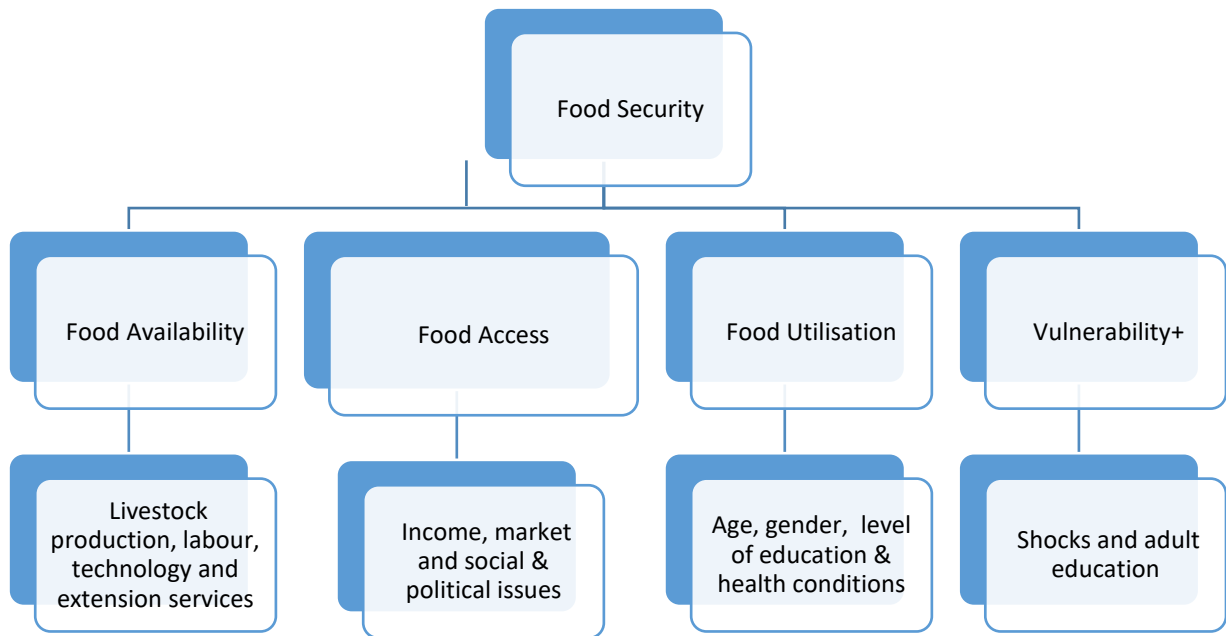 Food Security
Food Availability
Food Access
Food Utilisation
Vulnerability+
Livestock
production, labour,
technology and
extension services
Income, market
and social &
political issues
Age, gender,  level
of education &
health conditions
Shocks and adult
education